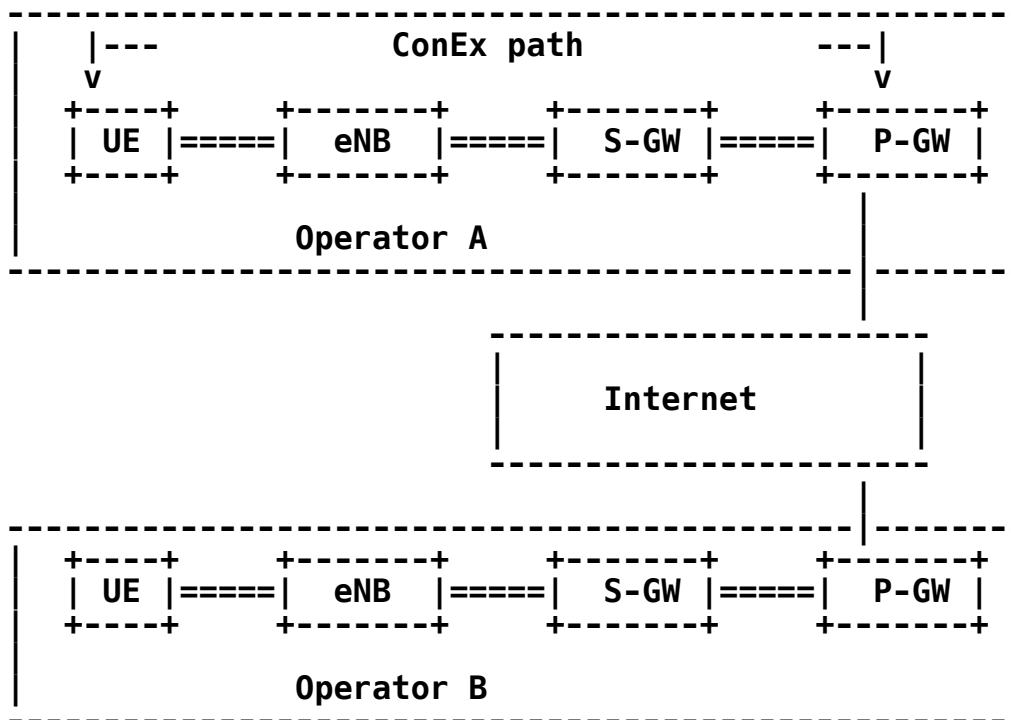 ConEx path
v v
UE eNB S-GW P-GW
Operator A
Internet
UE eNB S-GW P-GW
Operator B